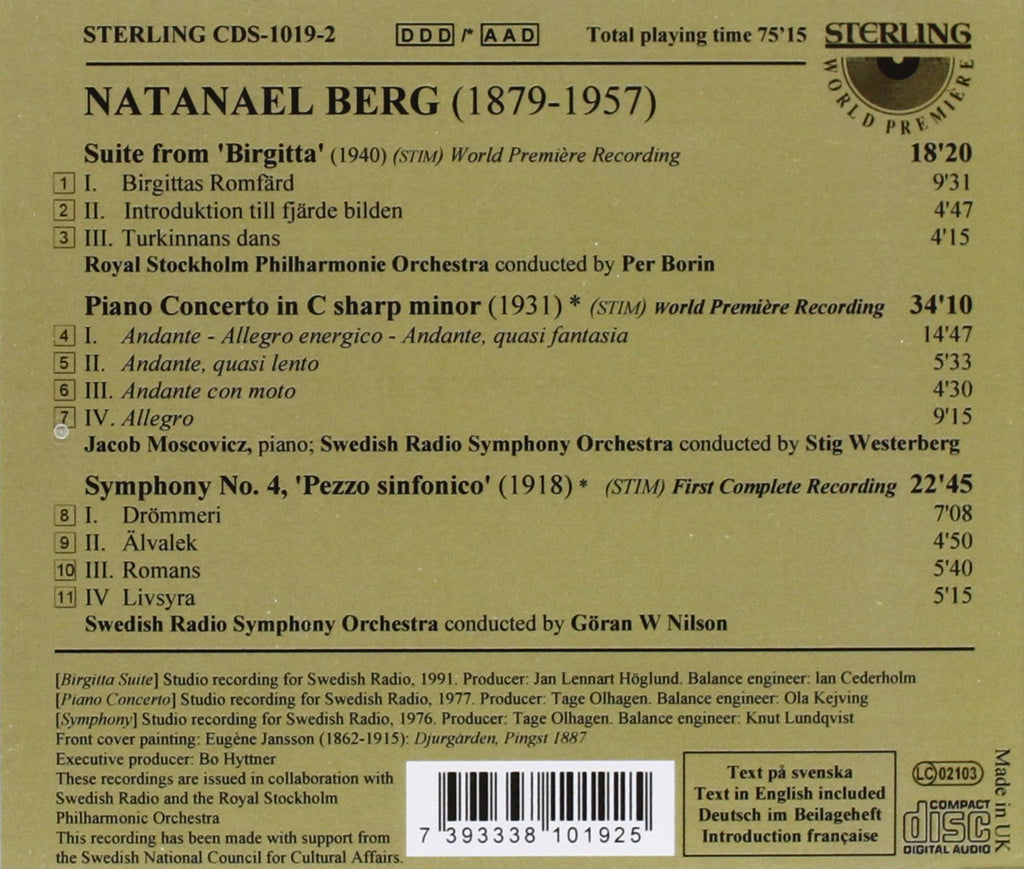 STERLING CDS-1019-2 DDD /* AAD Total playing time 75'15 STERLING
WORLD PREMIÈRE
NATANAEL BERG (1879-1957)
Suite from 'Birgitta' (1940) (STIM) World Première Recording 18'20
1 I. Birgittas Romfärd 9'31
2 II. Introduktion till fjärde bilden 4'47
3 III. Turkinnans dans 4'15
Royal Stockholm Philharmonie Orchestra conducted by Per Borin
Piano Concerto in C sharp minor (1931) * (STIM) World Première Recording 34'10
4 I. Andante - Allegro energico - Andante, quasi fantasia 14'47
5 II. Andante, quasi lento 5'33
6 III. Andante con moto 4'30
7 IV. Allegro 9'15
Jacob Moscovicz, piano; Swedish Radio Symphony Orchestra conducted by Stig Westerberg
Symphony No. 4, 'Pezzo sinfonico' (1918) * (STIM) First Complete Recording 22'45
8 I. Drömmeri 7'08
9 II. Älvalek 4'50
10 III. Romans 5'40
11 IV Livsyra 5'15
Swedish Radio Symphony Orchestra conducted by Göran W Nilson
[Birgitta Suite] Studio recording for Swedish Radio, 1991. Producer: Jan Lennart Höglund. Balance engineer: Ian Cederholm
[Piano Concerto] Studio recording for Swedish Radio, 1977. Producer: Tage Olhagen. Balance engineer: Ola Kejving
[Symphony] Studio recording for Swedish Radio, 1976. Producer: Tage Olhagen. Balance engineer: Knut Lundqvist
Front cover painting: Eugène Jansson (1862-1915): Djurgården, Pingst 1887
Executive producer: Bo Hyttner
These recordings are issued in collaboration with
Swedish Radio and the Royal Stockholm
Philharmonic Orchestra
This recording has been made with support from
the Swedish National Council for Cultural Affairs.
7 393338 101925
Text på svenska
Text in English included
Deutsch im Beilageheft
Introduction française
LC 02103
COMPACT
disc
DIGITAL AUDIO
Made in UK